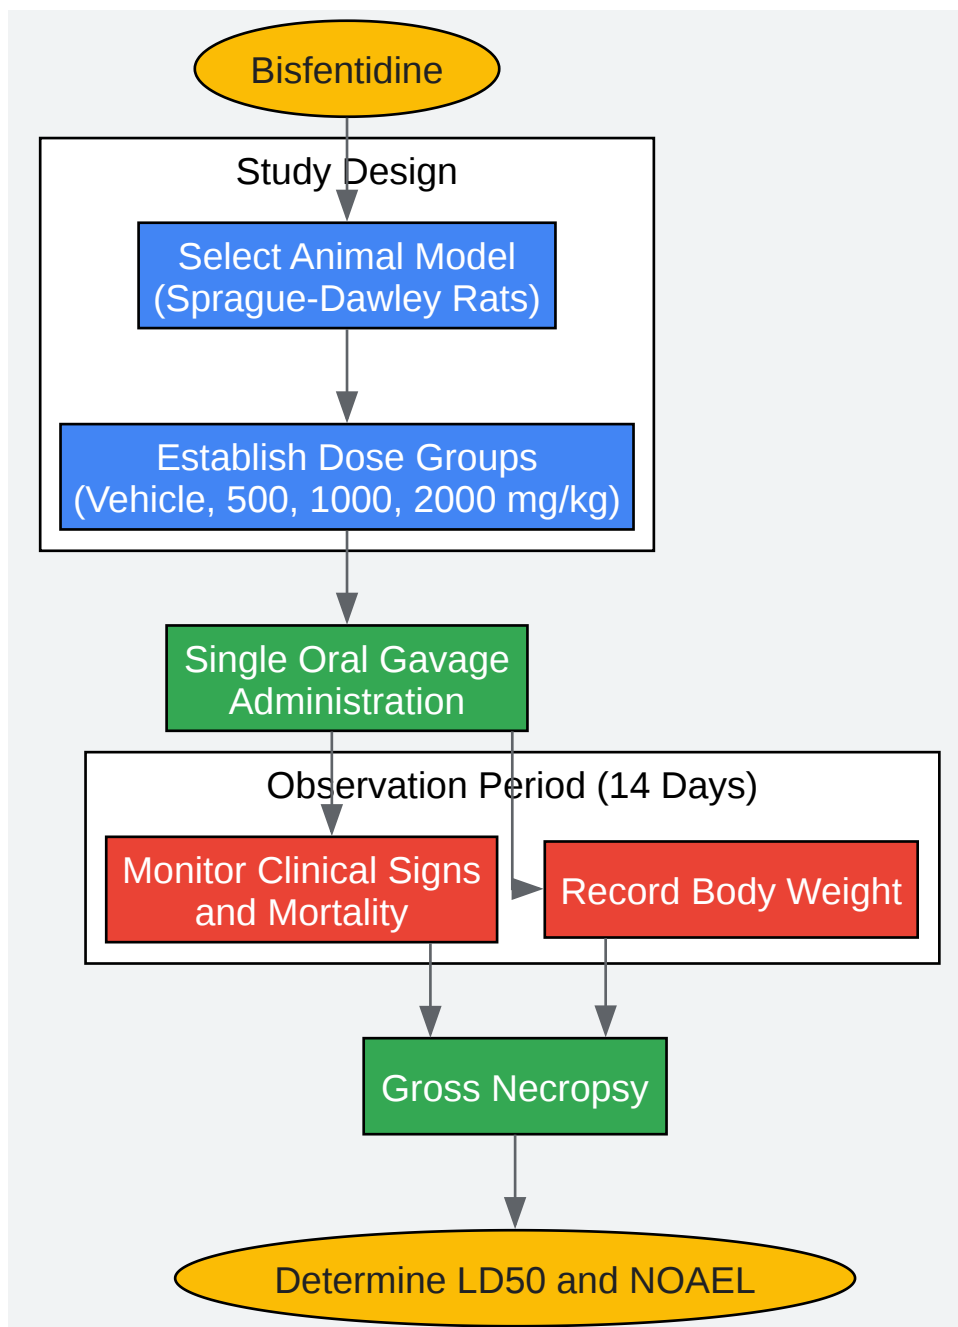 Bisfentidine
Study Design
Select Animal Model
(Sprague-Dawley Rats)
Establish Dose Groups
(Vehicle, 500, 1000, 2000 mg/kg)
Single Oral Gavage
Administration
Observation Period (14 Days)
Monitor Clinical Signs
and Mortality
Record Body Weight
Gross Necropsy
Determine LD50 and NOAEL